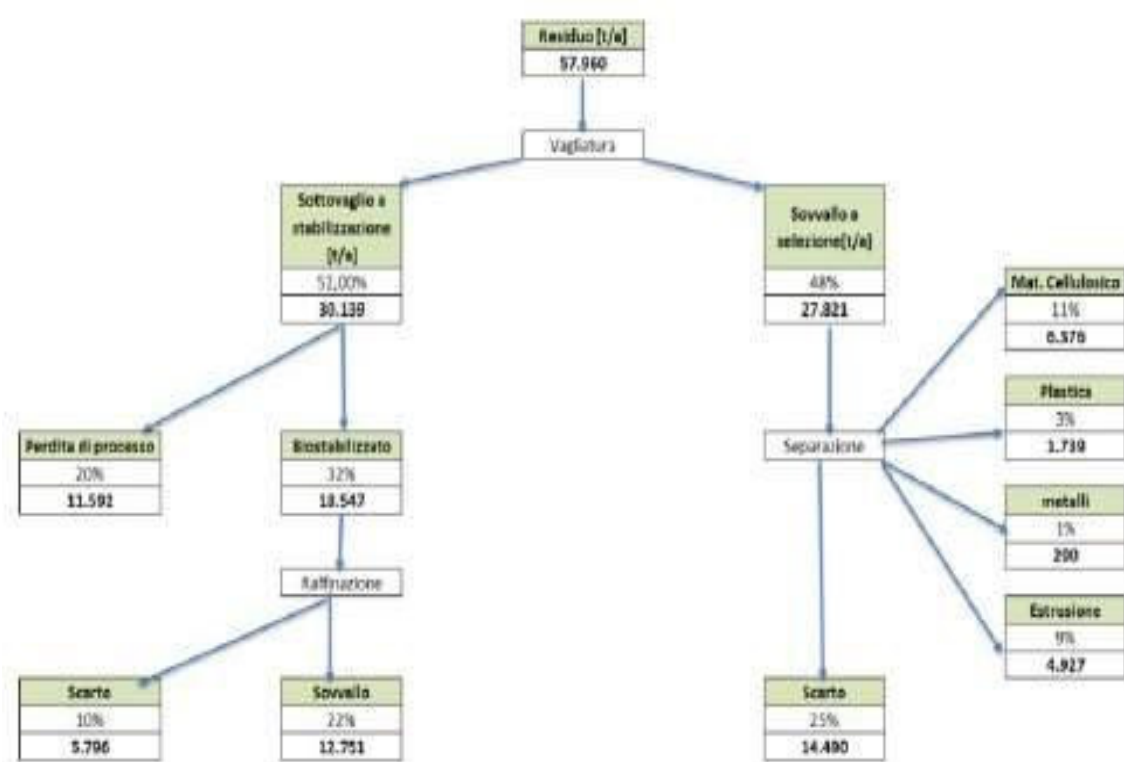 Residuo [t/a]
57.960
Vagliatura
Sottovaglio a
stabilizzazione
[t/a]
52,00%
30.139
Sovvallo a
selezione[t/a]
48%
27.821
Mat. Cellulosico
11%
6.376
Plastica
3%
1.739
metalli
1%
290
Estrusione
9%
4.927
Perdita di processo
20%
11.592
Biostabilizzato
32%
18.547
Separazione
Raffinazione
Scarto
10%
5.796
Sovvallo
22%
12.751
Scarto
25%
14.490